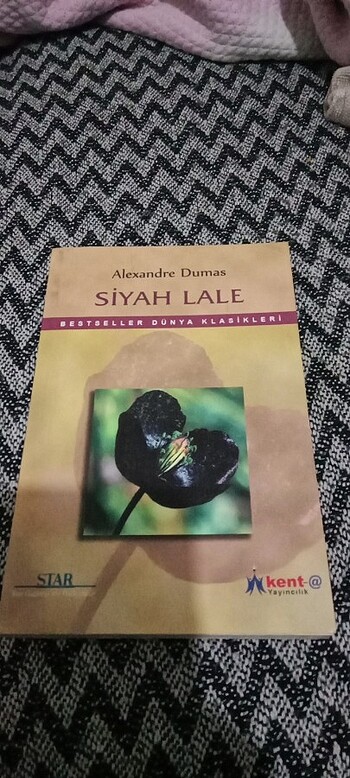 Alexandre Dumas
SİYAH LALE
BESTSELLER DÜNYA KLASİKLERİ
STAR
kent-@
Yayıncılık